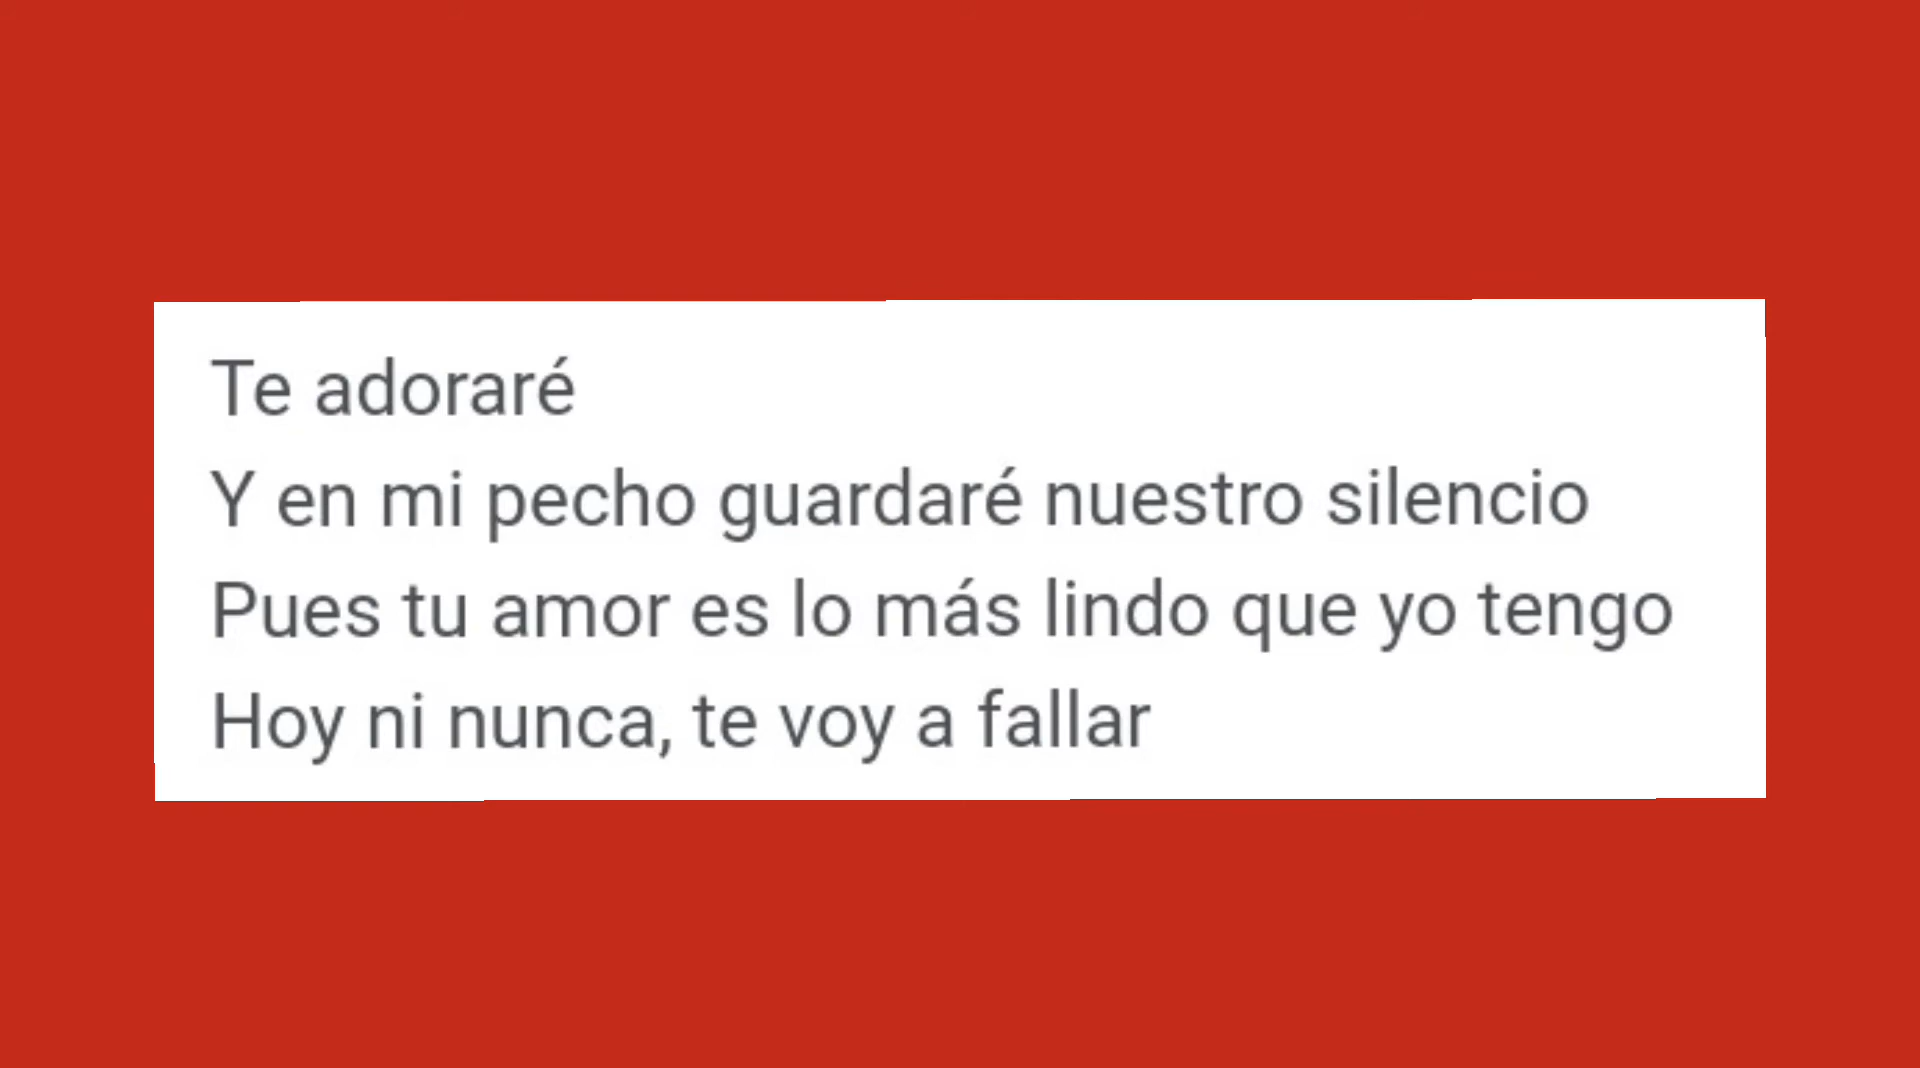 Te adoraré
Y en mi pecho guardaré nuestro silencio
Pues tu amor es lo más lindo que yo tengo
Hoy ni nunca, te voy a fallar